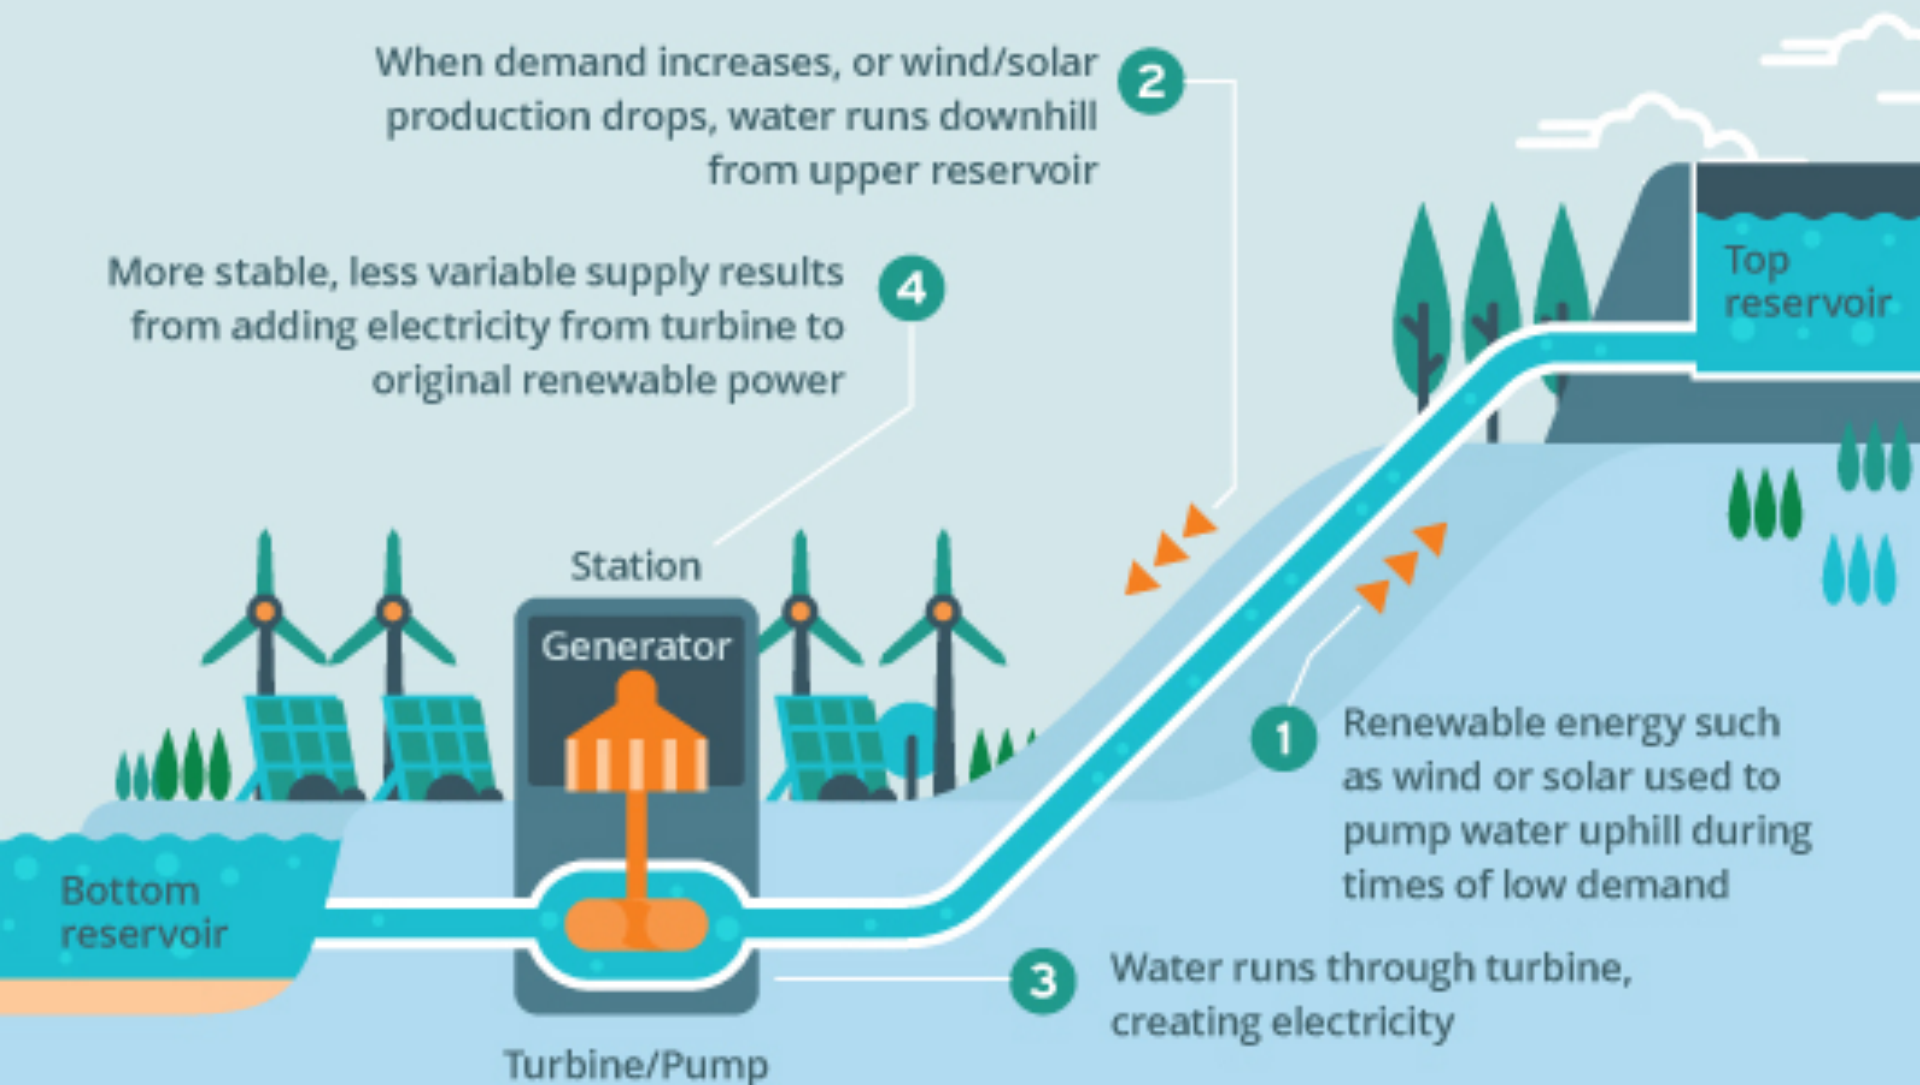 When demand increases, or wind/solar
production drops, water runs downhill
from upper reservoir
2
More stable, less variable supply results
from adding electricity from turbine to
original renewable power
4
Top
reservoir
Station
Generator
1
Renewable energy such
as wind or solar used to
pump water uphill during
times of low demand
Bottom
reservoir
3
Water runs through turbine,
creating electricity
Turbine/Pump